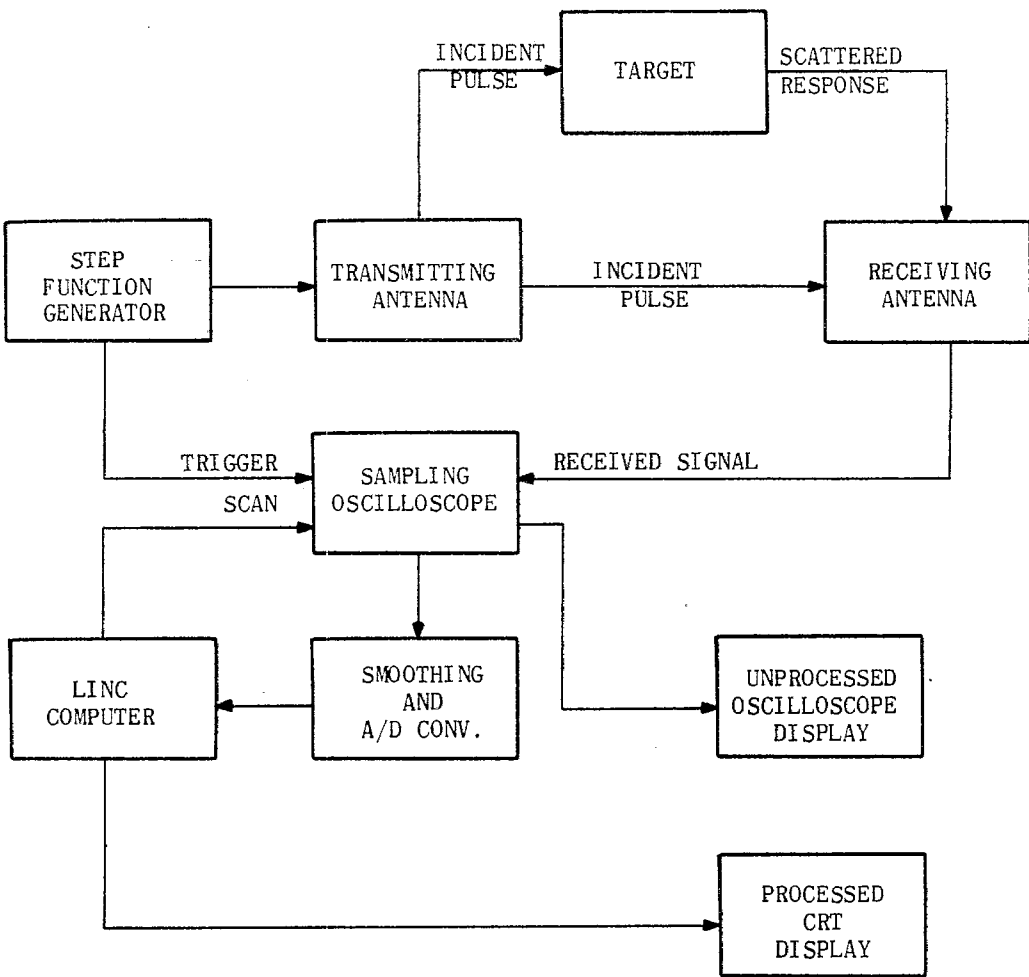 INCIDENT
PULSE
TARGET
SCATTERED
RESPONSE
STEP
FUNCTION
GENERATOR
TRANSMITTING
ANTENNA
INCIDENT
PULSE
RECEIVING
ANTENNA
TRIGGER
SCAN
SAMPLING
OSCILLOSCOPE
RECEIVED SIGNAL
LINC
COMPUTER
SMOOTHING
AND
A/D CONV.
UNPROCESSED
OSCILLOSCOPE
DISPLAY
PROCESSED
CRT
DISPLAY